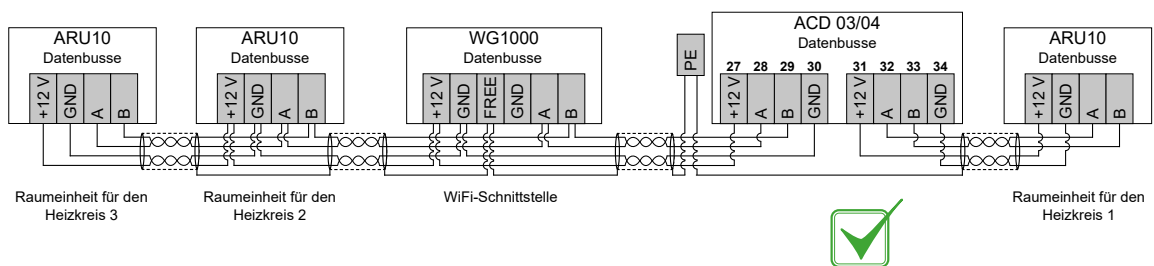 ARU10
Datenbusse
+12 V
GND
A
B
Raumeinheit für den
Heizkreis 3
ARU10
Datenbusse
+12 V
GND
A
B
Raumeinheit für den
Heizkreis 2
WG1000
Datenbusse
+12 V
GND
FREE
GND
A
B
WiFi-Schnittstelle
PE
ACD 03/04
Datenbusse
27 28 29 30 31 32 33 34
+12 V
A
B
GND
+12 V
A
B
GND
ARU10
Datenbusse
+12 V
GND
A
B
Raumeinheit für den
Heizkreis 1